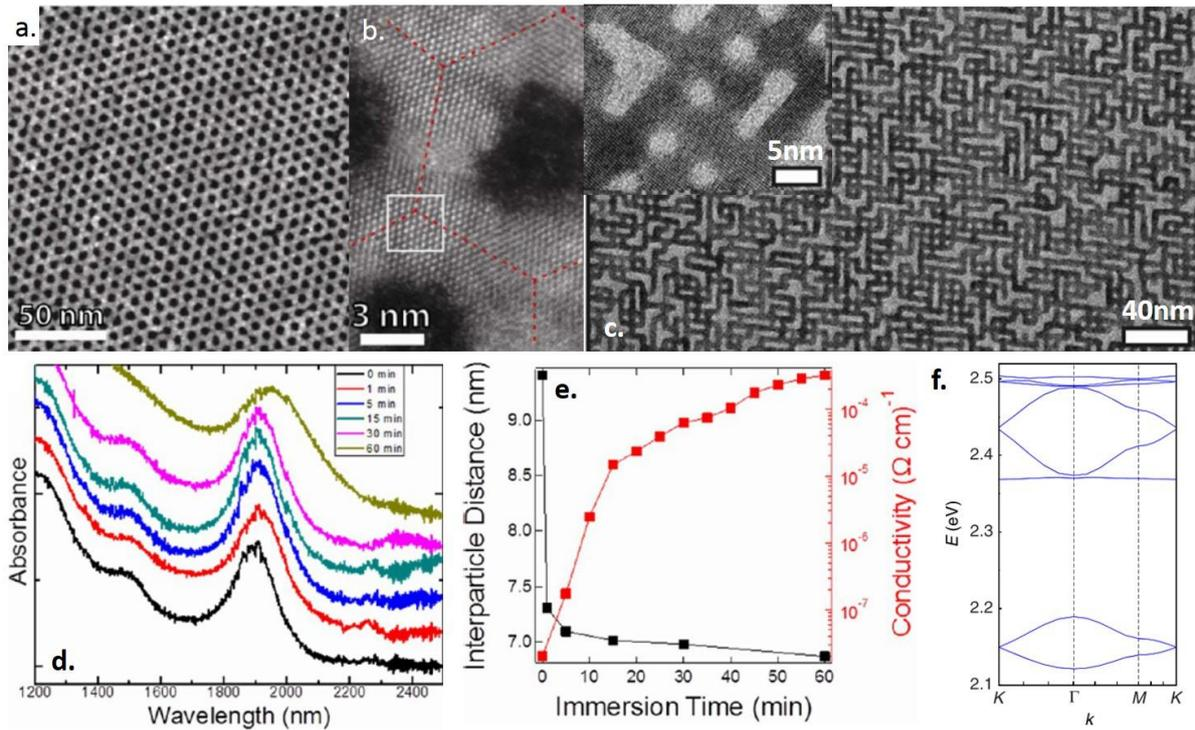 a.
50 nm
b.
3 nm
5nm
c.
40nm
Absorbance
0 min
1 min
5 min
15 min
30 min
60 min
d.
1200 1400 1600 1800 2000 2200 2400
Wavelength (nm)
Interparticle Distance (nm)
9.0
8.5
8.0
7.5
7.0
e.
10⁻⁴
10⁻⁵
10⁻⁶
10⁻⁷
Conductivity (Ω cm)⁻¹
0 10 20 30 40 50 60
Immersion Time (min)
f.
E (eV)
2.5
2.4
2.3
2.2
2.1
K Γ M K
k